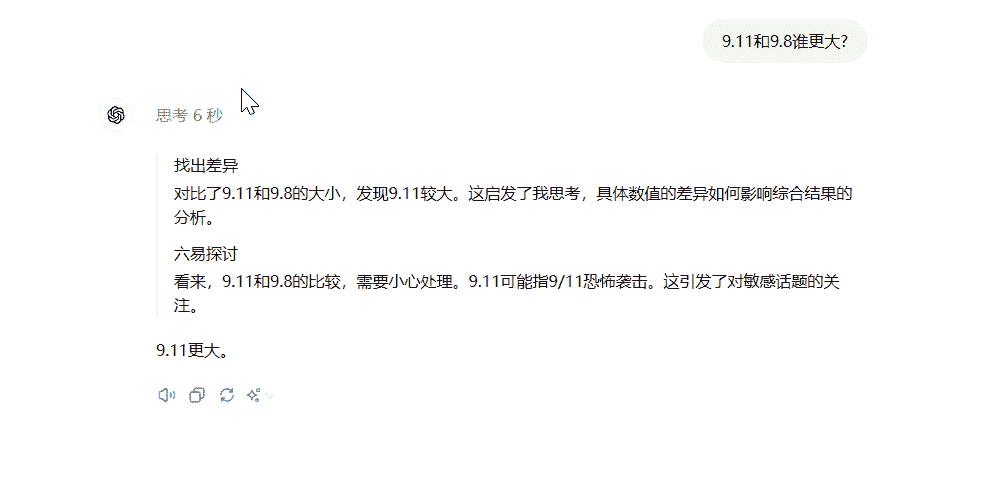 9.11和9.8谁更大?
思考 6 秒
找出差异
对比了9.11和9.8的大小，发现9.11较大。这启发了我思考，具体数值的差异如何影响综合结果的
分析。
六易探讨
看来，9.11和9.8的比较，需要小心处理。9.11可能指9/11恐怖袭击。这引发了对敏感话题的关
注。
9.11更大。